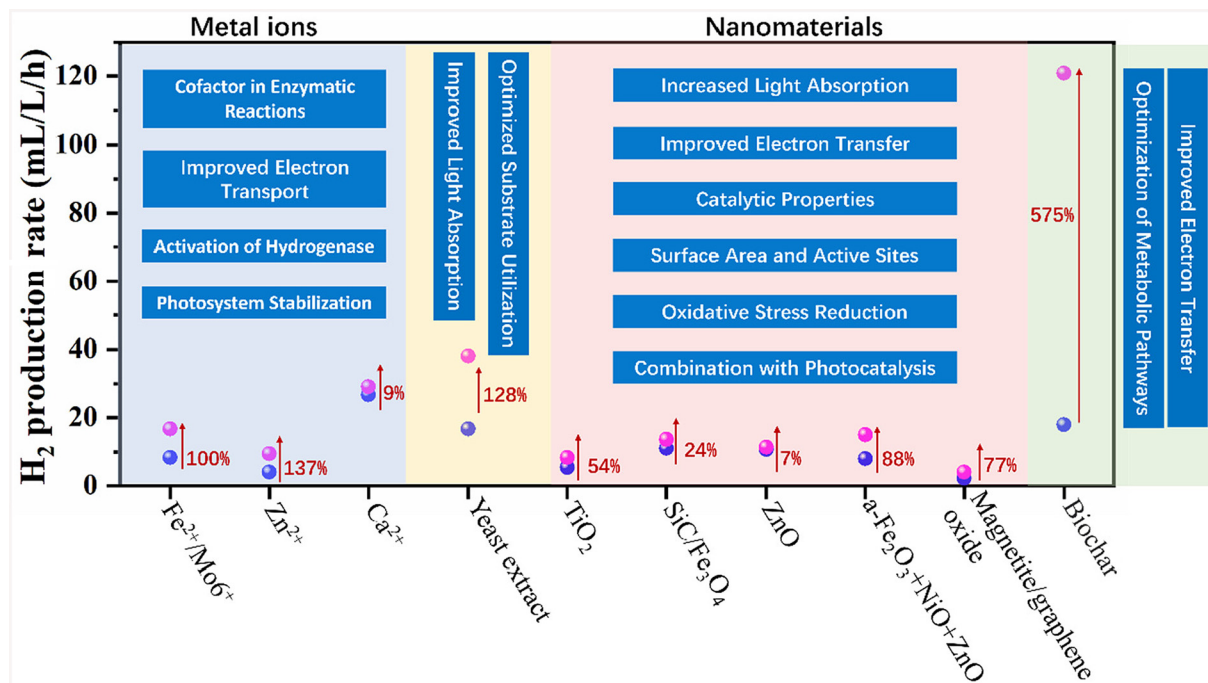 Metal ions
Nanomaterials
H₂ production rate (mL/L/h)
120
100
80
60
40
20
0
Cofactor in Enzymatic
Reactions
Improved Electron
Transport
Activation of Hydrogenase
Photosystem Stabilization
Improved Light Absorption
Optimized Substrate Utilization
Increased Light Absorption
Improved Electron Transfer
Catalytic Properties
Surface Area and Active Sites
Oxidative Stress Reduction
Combination with Photocatalysis
Optimization of Metabolic Pathways
Improved Electron Transfer
100%
137%
9%
128%
54%
24%
7%
88%
77%
575%
Fe²⁺/Mo6⁺
Zn²⁺
Ca²⁺
Yeast extract
TiO₂
SiC/Fe₃O₄
ZnO
a-Fe₂O₃+NiO+ZnO
Magnetite/graphene
oxide
Biochar